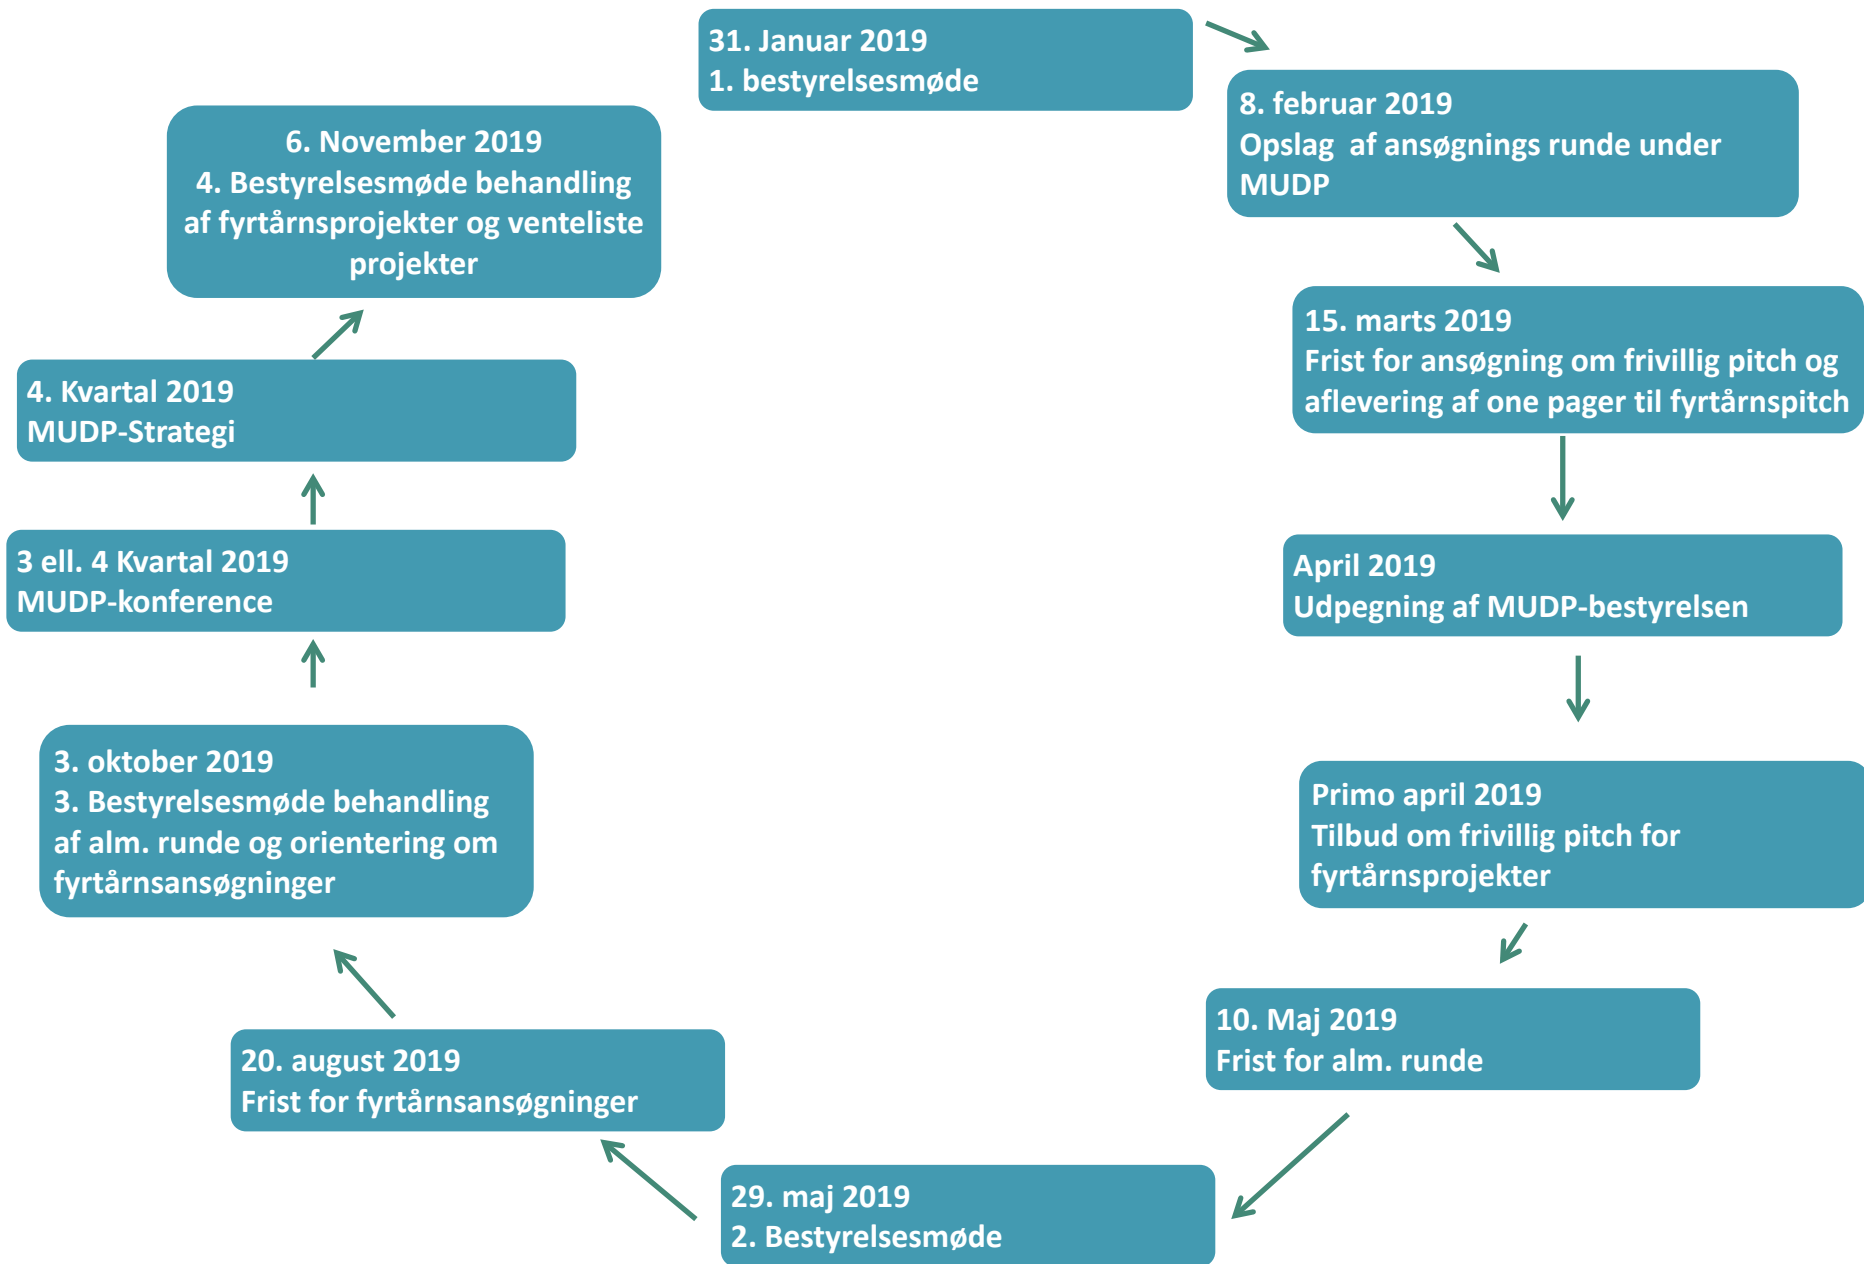 31. Januar 2019
1. bestyrelsesmøde
8. februar 2019
Opslag  af ansøgnings runde under
MUDP
15. marts 2019
Frist for ansøgning om frivillig pitch og
aflevering af one pager til fyrtårnspitch
April 2019
Udpegning af MUDP-bestyrelsen
Primo april 2019
Tilbud om frivillig pitch for
fyrtårnsprojekter
10. Maj 2019
Frist for alm. runde
29. maj 2019
2. Bestyrelsesmøde
20. august 2019
Frist for fyrtårnsansøgninger
3. oktober 2019
3. Bestyrelsesmøde behandling
af alm. runde og orientering om
fyrtårnsansøgninger
3 ell. 4 Kvartal 2019
MUDP-konference
4. Kvartal 2019
MUDP-Strategi
6. November 2019
4. Bestyrelsesmøde behandling
af fyrtårnsprojekter og venteliste
projekter